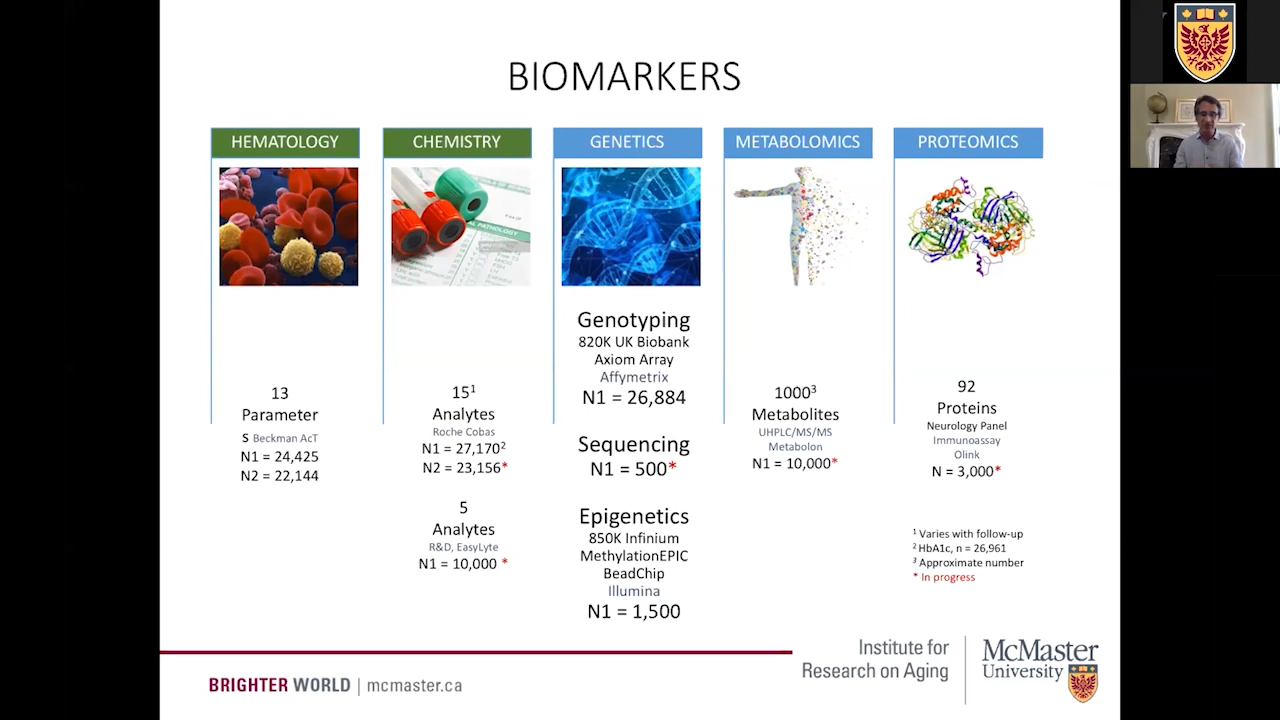 BIOMARKERS
HEMATOLOGY
13
Parameter
S Beckman AcT
N1 = 24,425
N2 = 22,144
CHEMISTRY
15¹
Analytes
Roche Cobas
N1 = 27,170²
N2 = 23,156*
5
Analytes
R&D, EasyLyte
N1 = 10,000 *
GENETICS
Genotyping
820K UK Biobank
Axiom Array
Affymetrix
N1 = 26,884
Sequencing
N1 = 500*
Epigenetics
850K Infinium
MethylationEPIC
BeadChip
Illumina
N1 = 1,500
METABOLOMICS
1000³
Metabolites
UHPLC/MS/MS
Metabolon
N1 = 10,000*
PROTEOMICS
92
Proteins
Neurology Panel
Immunoassay
Olink
N = 3,000*
¹ Varies with follow-up
² HbA1c, n = 26,961
³ Approximate number
* In progress
BRIGHTER WORLD | mcmaster.ca
Institute for
Research on Aging
McMaster
University